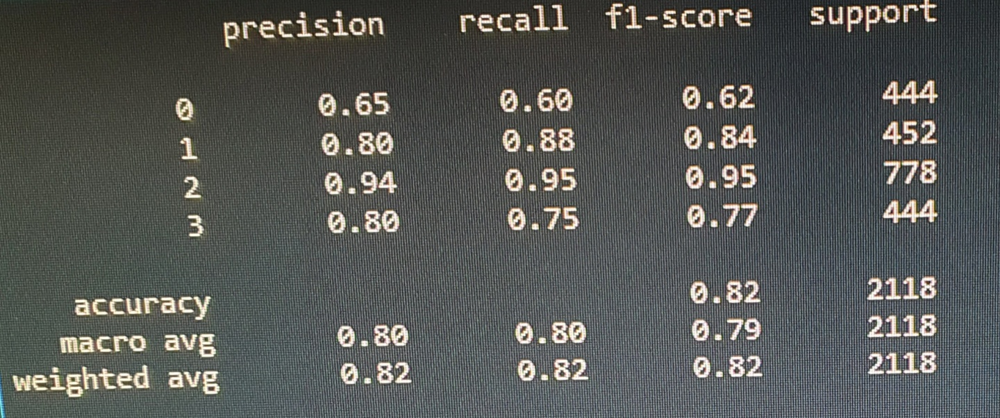 precision recall f1-score support
0 0.65 0.60 0.62 444
1 0.80 0.88 0.84 452
2 0.94 0.95 0.95 778
3 0.80 0.75 0.77 444
accuracy 0.82 2118
macro avg 0.80 0.80 0.79 2118
weighted avg 0.82 0.82 0.82 2118